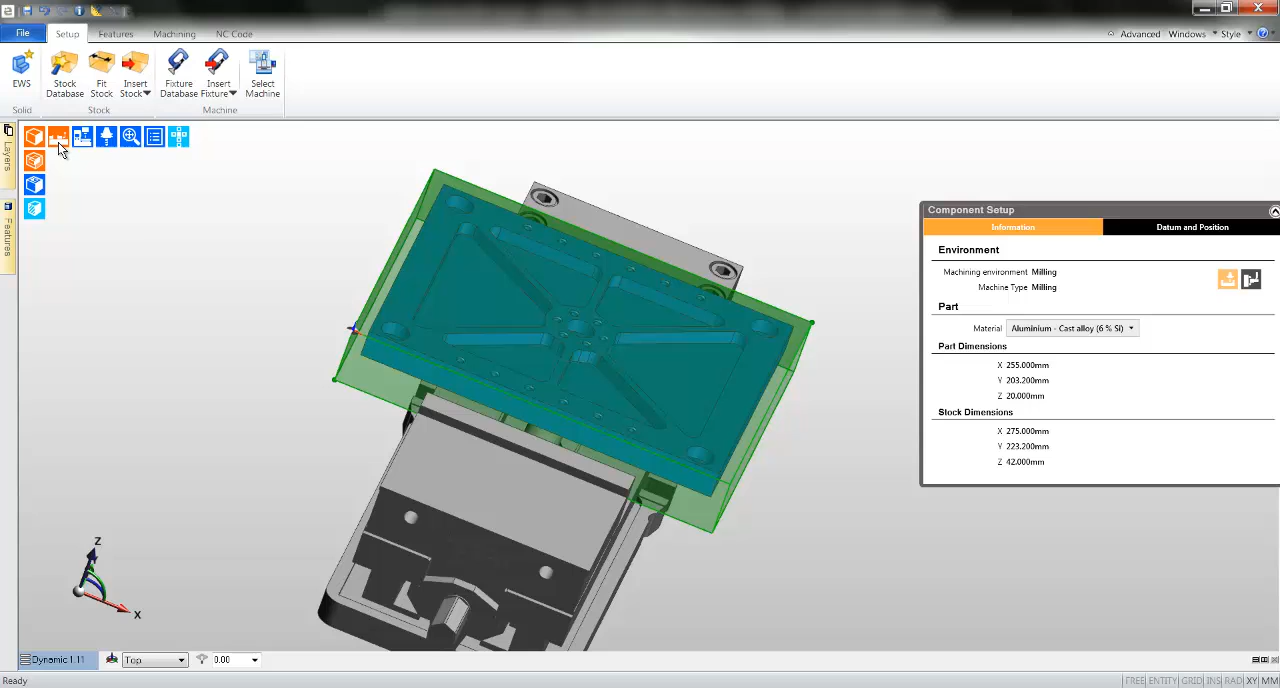 File Setup Features Machining NC Code Advanced Windows Style
EWS
Stock Database
Fit Stock
Insert Stock
Fixture Database
Insert Fixture
Select Machine
Solid Stock Machine
Layers
Features
Component Setup
Information Datum and Position
Environment
Machining environment Milling
Machine Type Milling
Part
Material Aluminium - Cast alloy (6 % Si)
Part Dimensions
X 255.000mm
Y 203.200mm
Z 20.000mm
Stock Dimensions
X 275.000mm
Y 223.200mm
Z 42.000mm
Z
X
Dynamic 1.11 Top 0.00
Ready FREE ENTITY GRID INS RAD XY MM